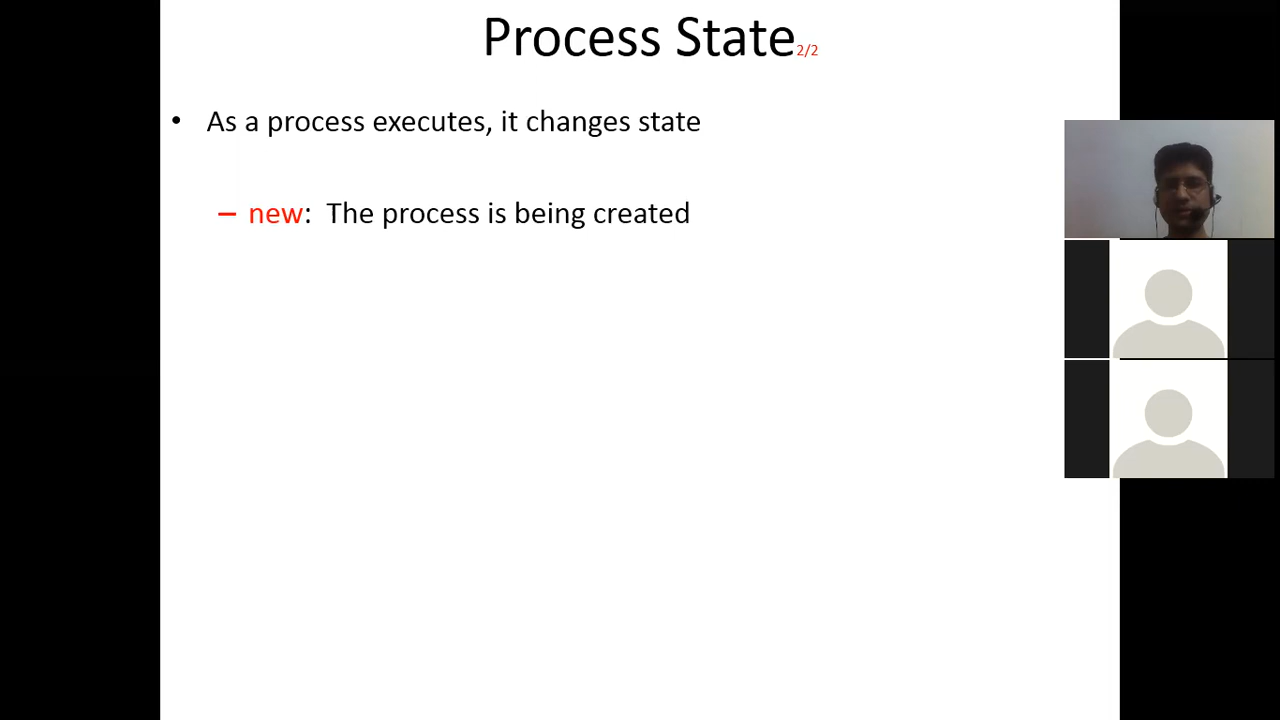 Process State2/2
• As a process executes, it changes state
– new: The process is being created